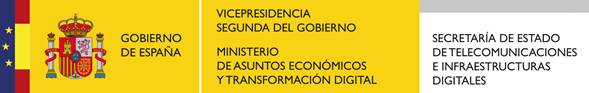 GOBIERNO
DE ESPAÑA
VICEPRESIDENCIA
SEGUNDA DEL GOBIERNO
MINISTERIO
DE ASUNTOS ECONÓMICOS
Y TRANSFORMACIÓN DIGITAL
SECRETARÍA DE ESTADO
DE TELECOMUNICACIONES
E INFRAESTRUCTURAS
DIGITALES